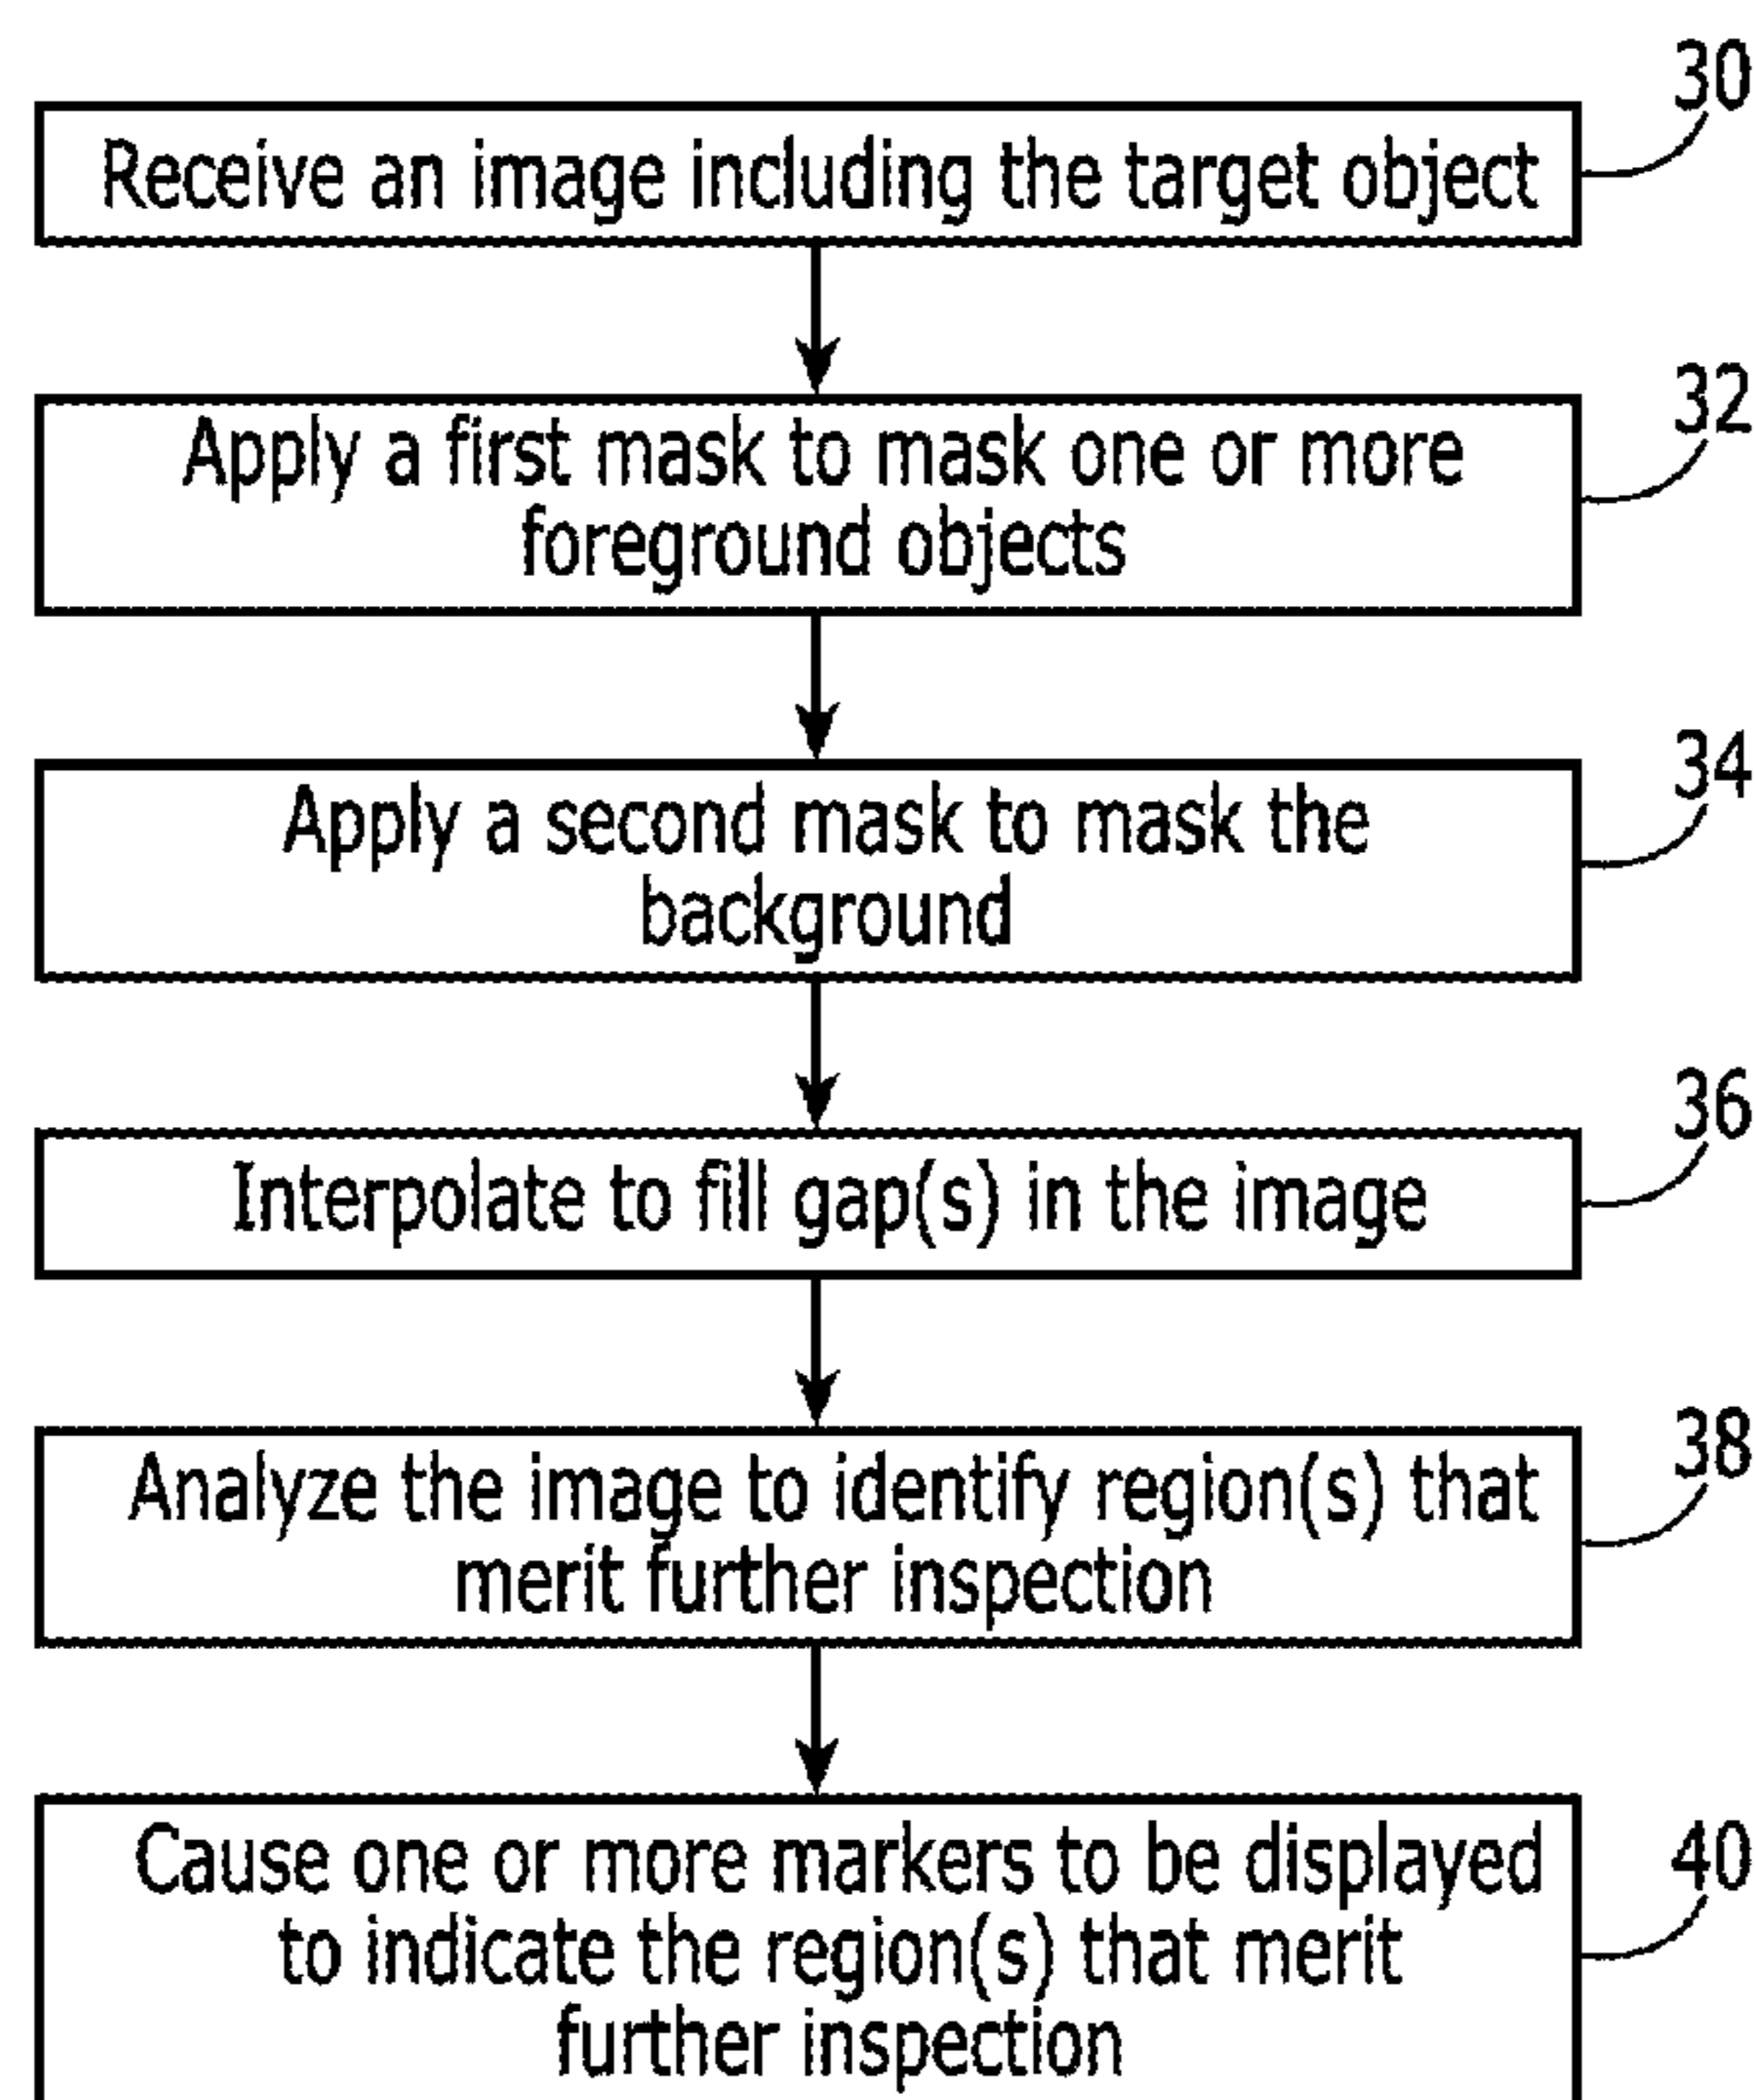 30
Receive an image including the target object
32
Apply a first mask to mask one or more
foreground objects
34
Apply a second mask to mask the
background
36
Interpolate to fill gap(s) in the image
38
Analyze the image to identify region(s) that
merit further inspection
40
Cause one or more markers to be displayed
to indicate the region(s) that merit
further inspection